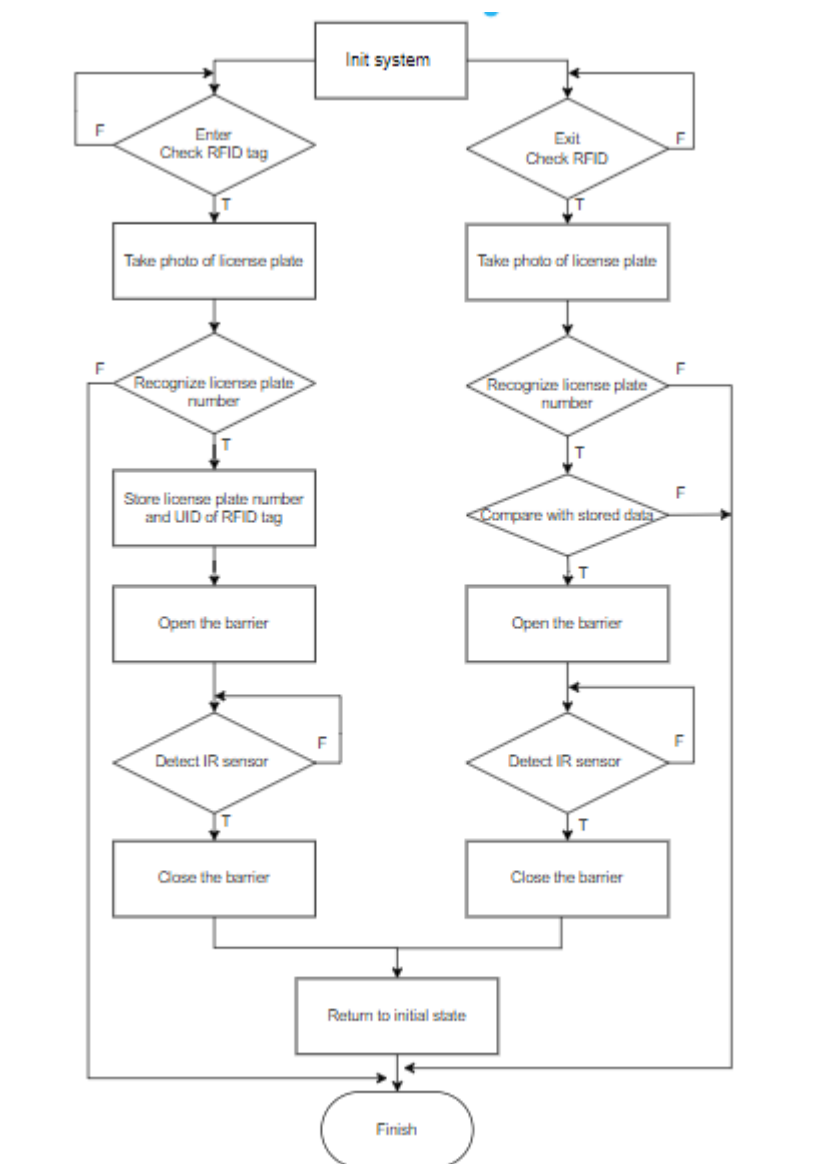 Init system
F
Enter
Check RFID tag
T
Take photo of license plate
F
Recognize license plate
number
T
Store license plate number
and UID of RFID tag
Open the barrier
Detect IR sensor
F
T
Close the barrier
Exit
Check RFID
F
T
Take photo of license plate
Recognize license plate
number
F
T
Compare with stored data
F
T
Open the barrier
Detect IR sensor
F
T
Close the barrier
Return to initial state
Finish